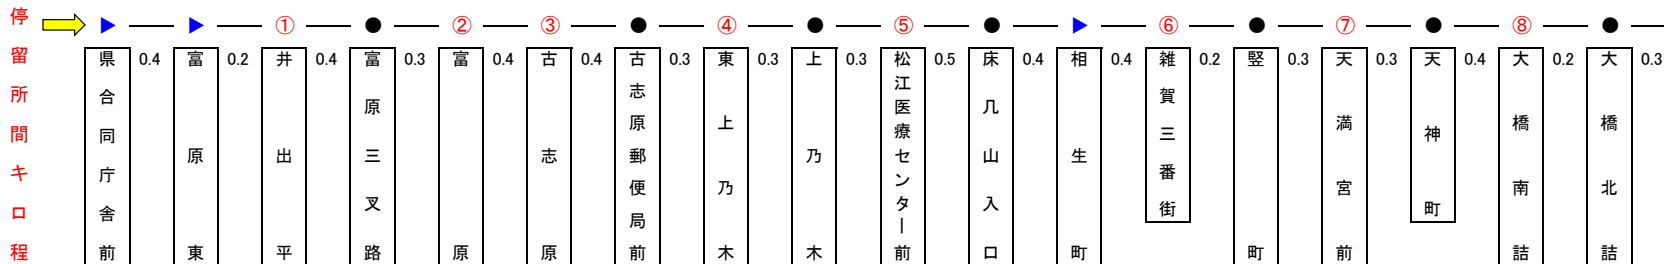 停留所間キロ程
▶ ▶ ① ● ② ③ ● ④ ● ⑤ ● ▶ ⑥ ● ⑦ ● ⑧ ●
県合同庁舎前
0.4
富原東
0.2
井出平
0.4
富原三叉路
0.3
富原
0.4
古志原
0.4
古志原郵便局前
0.3
東上乃木
0.3
上乃木
0.3
松江医療センター前
0.5
床几山入口
0.4
相生町
0.4
雑賀三番街
0.2
竪町
0.3
天満宮前
0.3
天神町
0.4
大橋南詰
0.2
大橋北詰
0.3